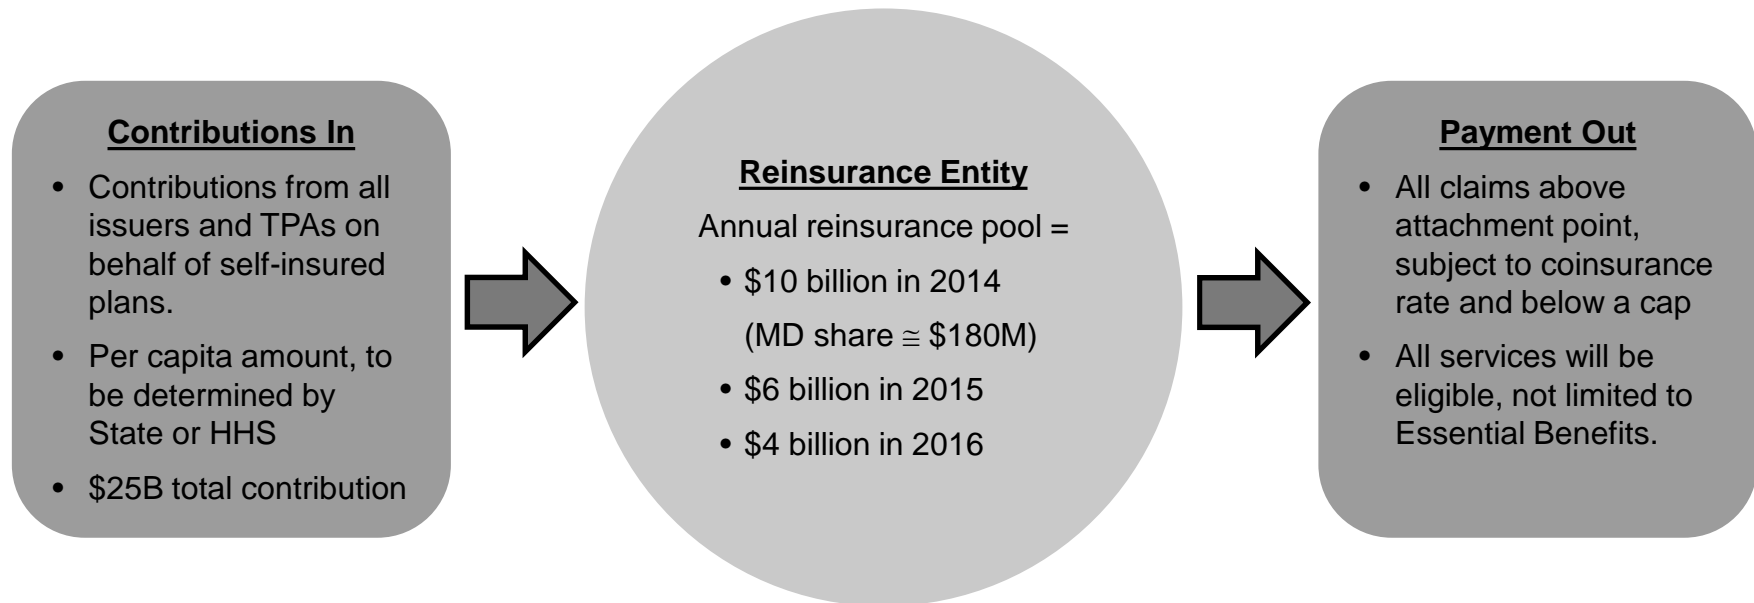 Contributions In
• Contributions from all
issuers and TPAs on
behalf of self-insured
plans.
• Per capita amount, to
be determined by
State or HHS
• $25B total contribution
Reinsurance Entity
Annual reinsurance pool =
• $10 billion in 2014
(MD share ≅ $180M)
• $6 billion in 2015
• $4 billion in 2016
Payment Out
• All claims above
attachment point,
subject to coinsurance
rate and below a cap
• All services will be
eligible, not limited to
Essential Benefits.